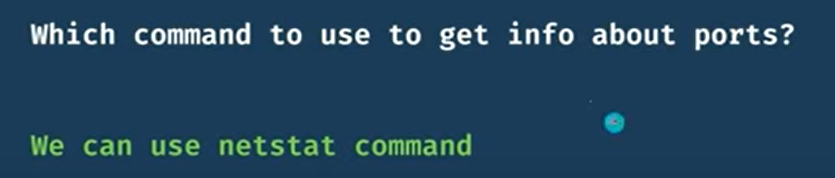 Which command to use to get info about ports?
We can use netstat command